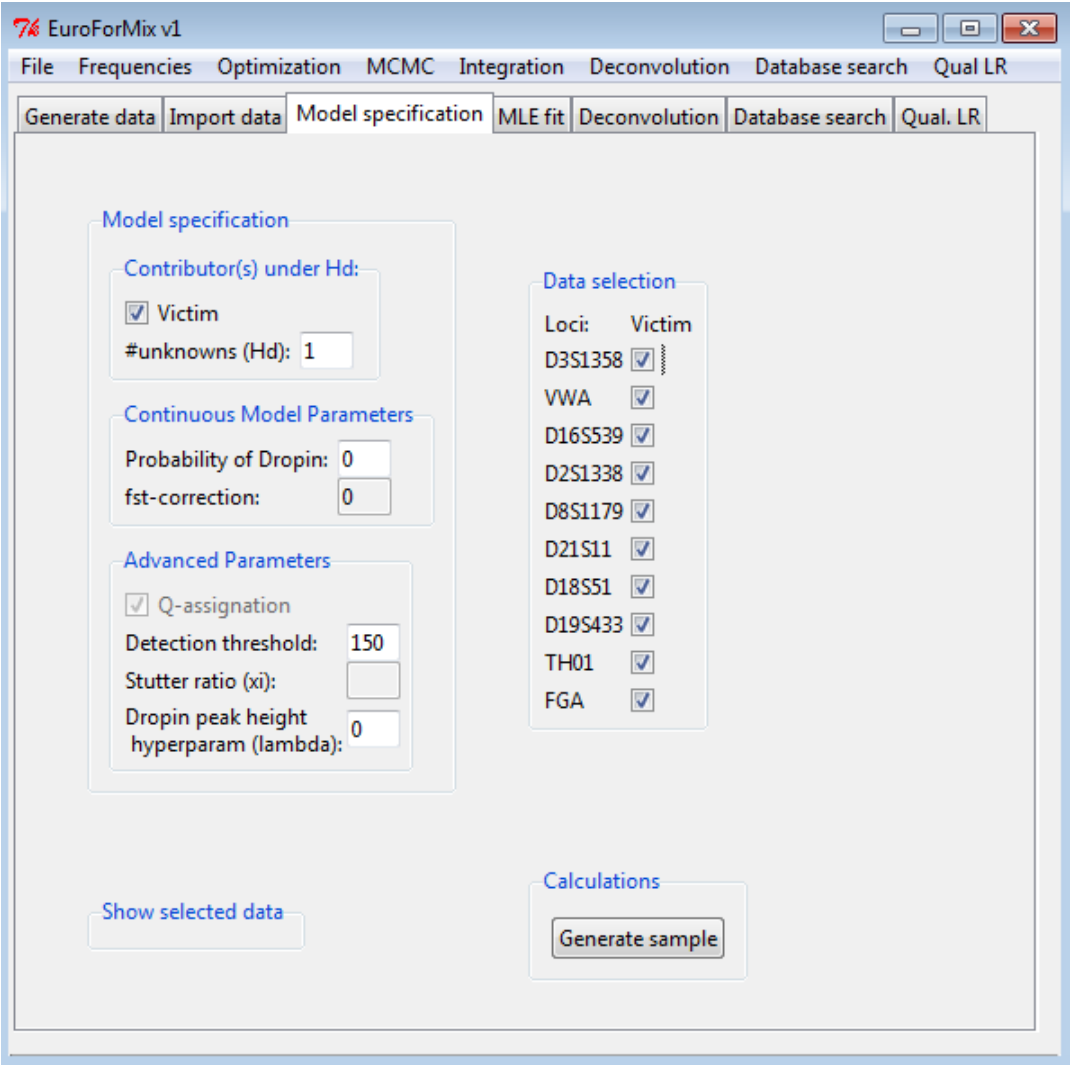 EuroForMix v1
File Frequencies Optimization MCMC Integration Deconvolution Database search Qual LR
Generate data Import data Model specification MLE fit Deconvolution Database search Qual. LR
Model specification
Contributor(s) under Hd:
Victim
#unknowns (Hd): 1
Continuous Model Parameters
Probability of Dropin: 0
fst-correction: 0
Advanced Parameters
Q-assignation
Detection threshold: 150
Stutter ratio (xi):
Dropin peak height
hyperparam (lambda): 0
Data selection
Loci: Victim
D3S1358
VWA
D16S539
D2S1338
D8S1179
D21S11
D18S51
D19S433
TH01
FGA
Show selected data
Calculations
Generate sample